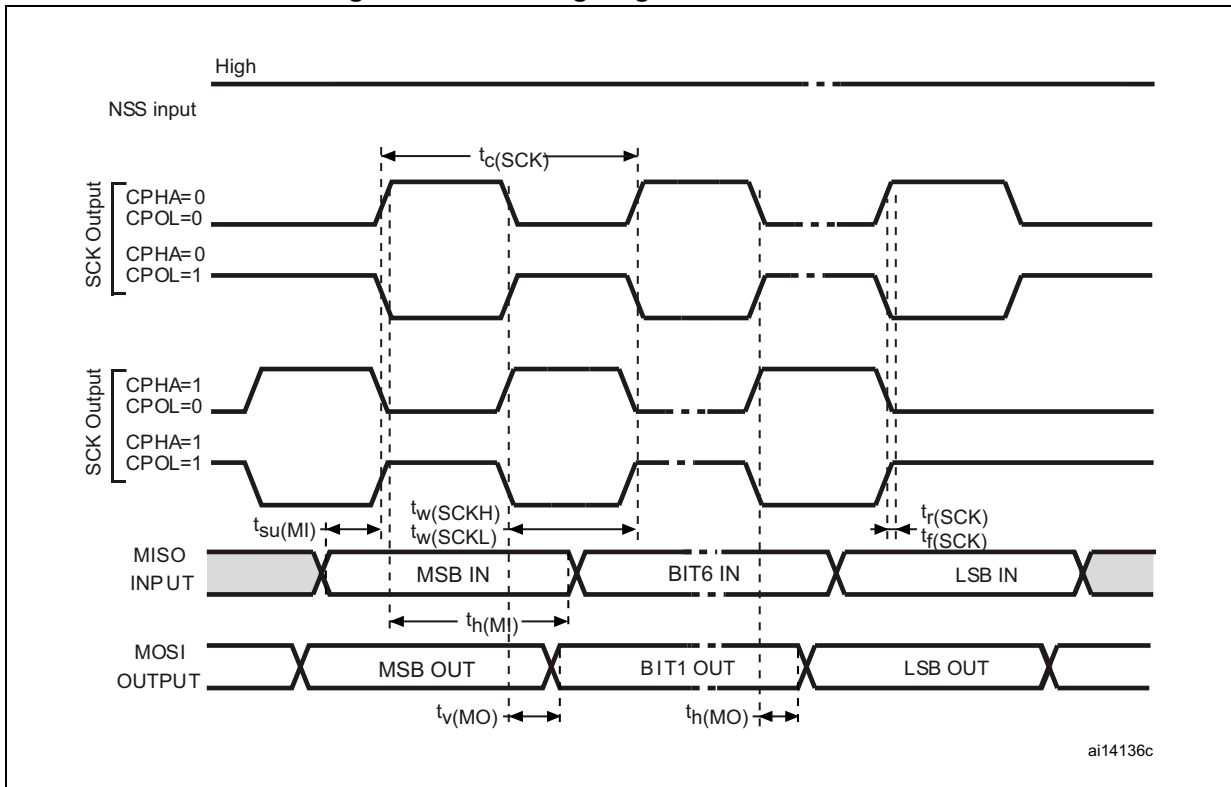 High
NSS input
tc(SCK)
SCK Output
CPHA=0
CPOL=0
CPHA=0
CPOL=1
SCK Output
CPHA=1
CPOL=0
CPHA=1
CPOL=1
tsu(MI)
tw(SCKH)
tw(SCKL)
tr(SCK)
tf(SCK)
MISO
INPUT
MSB IN
BIT6 IN
LSB IN
th(MI)
MOSI
OUTPUT
MSB OUT
BIT1 OUT
LSB OUT
tv(MO)
th(MO)
ai14136c